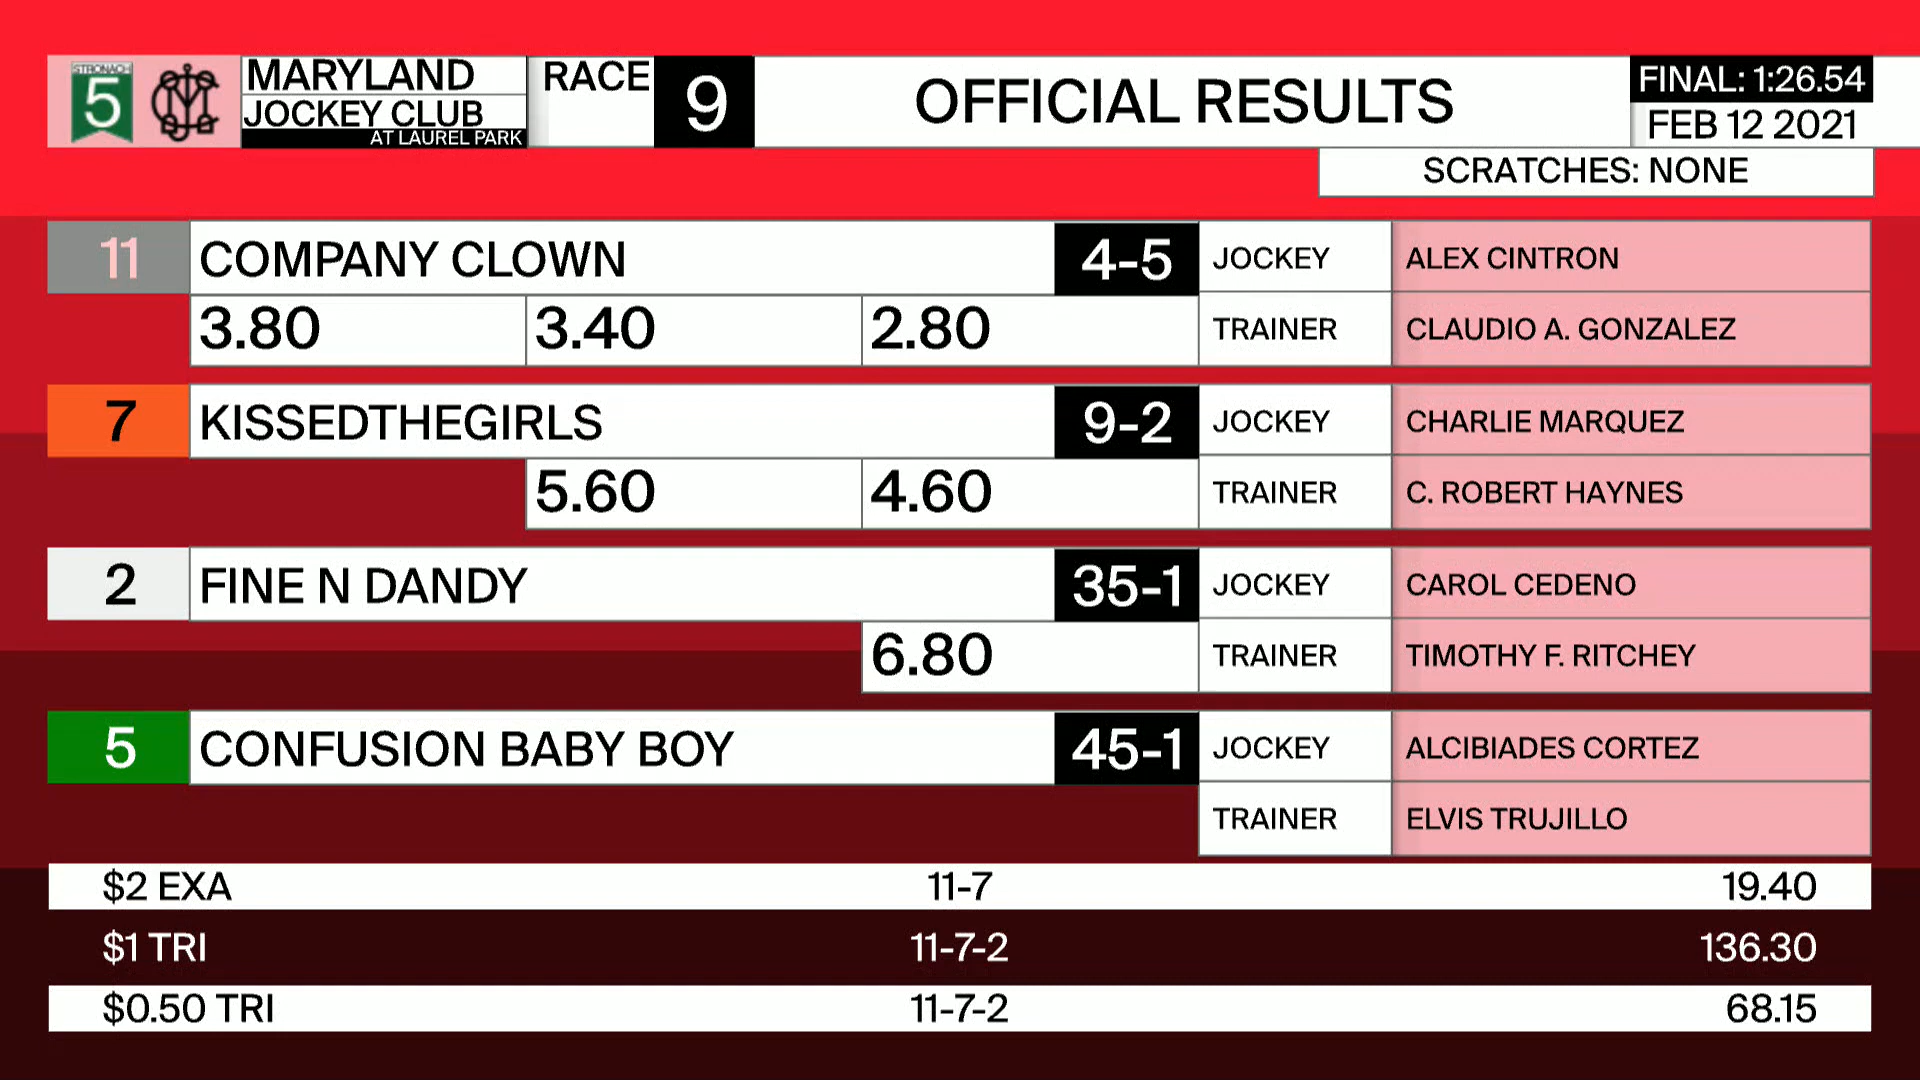 STRONACH
5
MARYLAND
JOCKEY CLUB
AT LAUREL PARK
RACE 9
OFFICIAL RESULTS
FINAL: 1:26.54
FEB 12 2021
SCRATCHES: NONE
11 COMPANY CLOWN 4-5 JOCKEY ALEX CINTRON
3.80 3.40 2.80 TRAINER CLAUDIO A. GONZALEZ
7 KISSEDTHEGIRLS 9-2 JOCKEY CHARLIE MARQUEZ
5.60 4.60 TRAINER C. ROBERT HAYNES
2 FINE N DANDY 35-1 JOCKEY CAROL CEDENO
6.80 TRAINER TIMOTHY F. RITCHEY
5 CONFUSION BABY BOY 45-1 JOCKEY ALCIBIADES CORTEZ
TRAINER ELVIS TRUJILLO
$2 EXA 11-7 19.40
$1 TRI 11-7-2 136.30
$0.50 TRI 11-7-2 68.15